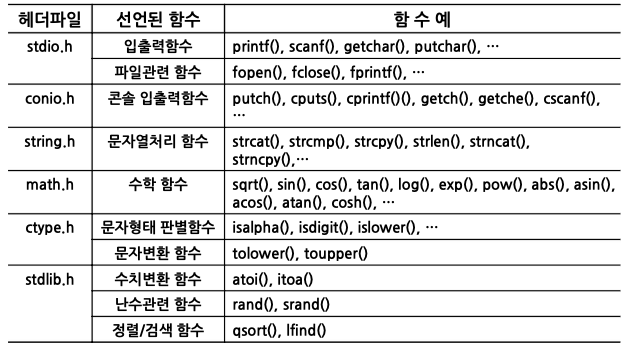 헤더파일 선언된 함수 함 수 예
stdio.h 입출력함수 printf(), scanf(), getchar(), putchar(), …
파일관련 함수 fopen(), fclose(), fprintf(), …
conio.h 콘솔 입출력함수 putch(), cputs(), cprintf()(), getch(), getche(), cscanf(),
…
string.h 문자열처리 함수 strcat(), strcmp(), strcpy(), strlen(), strncat(),
strncpy(),…
math.h 수학 함수 sqrt(), sin(), cos(), tan(), log(), exp(), pow(), abs(), asin(),
acos(), atan(), cosh(), …
ctype.h 문자형태 판별함수 isalpha(), isdigit(), islower(), …
문자변환 함수 tolower(), toupper()
stdlib.h 수치변환 함수 atoi(), itoa()
난수관련 함수 rand(), srand()
정렬/검색 함수 qsort(), lfind()